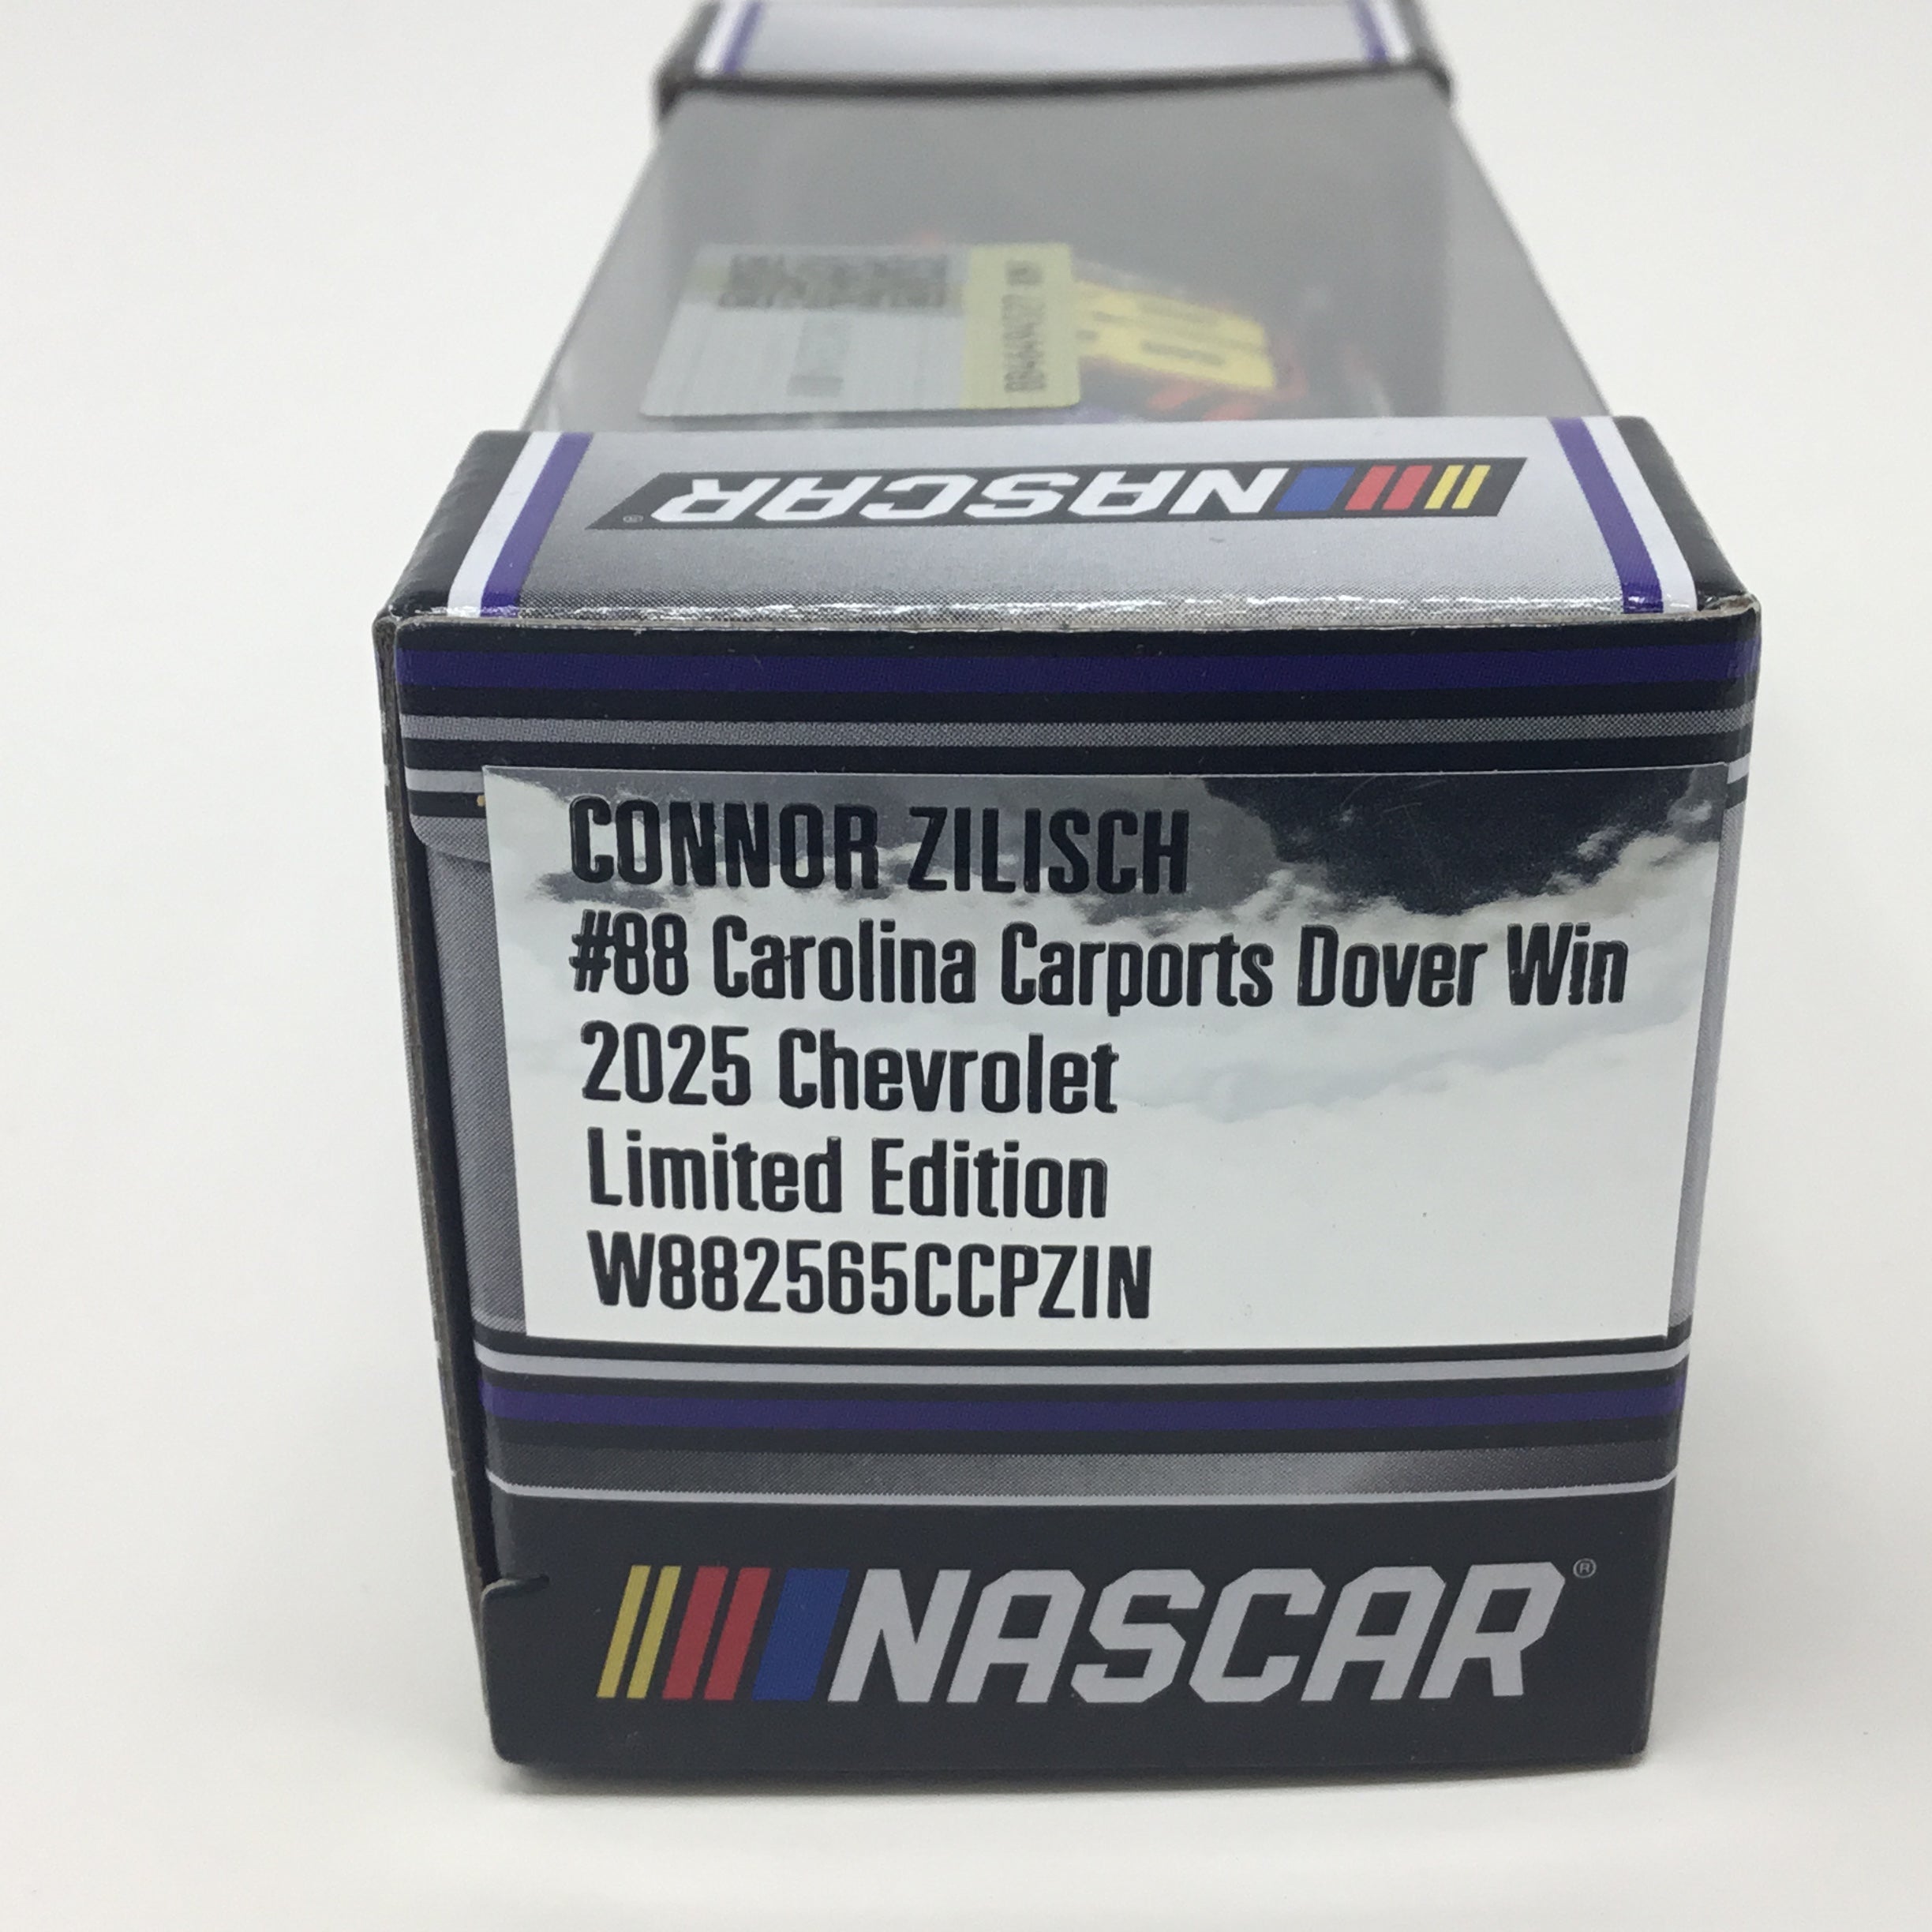 NASCAR
CONNOR ZILISCH
#88 Carolina Carports Dover Win
2025 Chevrolet
Limited Edition
W882565CCPZIN
NASCAR®